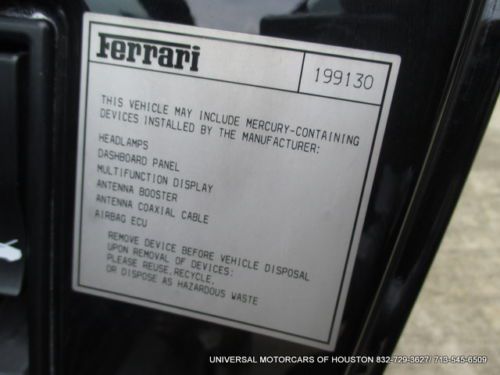 Ferrari
199130
THIS VEHICLE MAY INCLUDE MERCURY-CONTAINING
DEVICES INSTALLED BY THE MANUFACTURER:
HEADLAMPS
DASHBOARD PANEL
MULTIFUNCTION DISPLAY
ANTENNA BOOSTER
ANTENNA COAXIAL CABLE
AIRBAG ECU
REMOVE DEVICE BEFORE VEHICLE DISPOSAL
UPON REMOVAL OF DEVICES:
PLEASE REUSE,RECYCLE,
OR DISPOSE AS HAZARDOUS WASTE
UNIVERSAL MOTORCARS OF HOUSTON 832-729-3627/ 713-545-6509